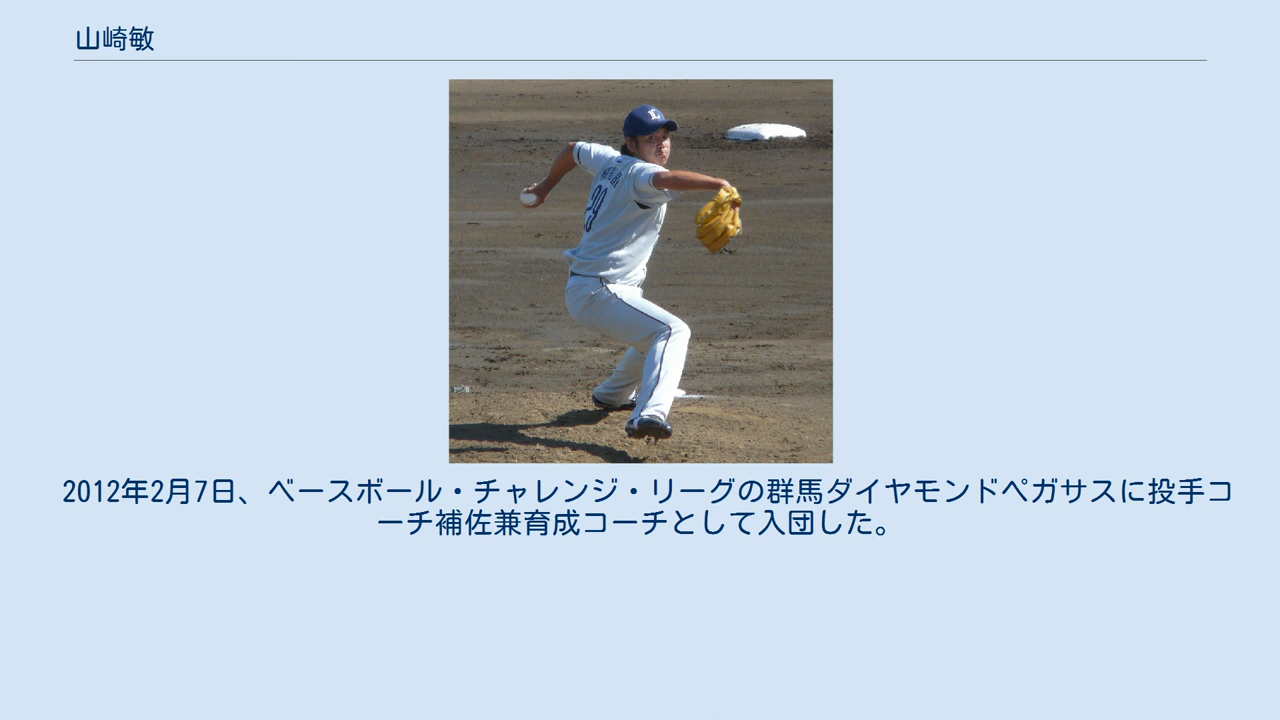 山崎敏
L
29
2012年2月7日、ベースボール・チャレンジ・リーグの群馬ダイヤモンドペガサスに投手コ
ーチ補佐兼育成コーチとして入団した。